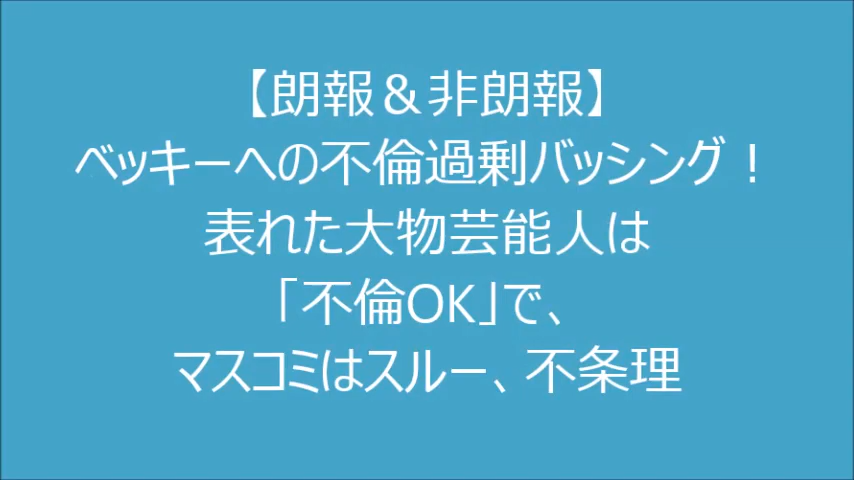 【朗報＆非朗報】
ベッキーへの不倫過剰バッシング！
表れた大物芸能人は
「不倫OK」で、
マスコミはスルー、不条理